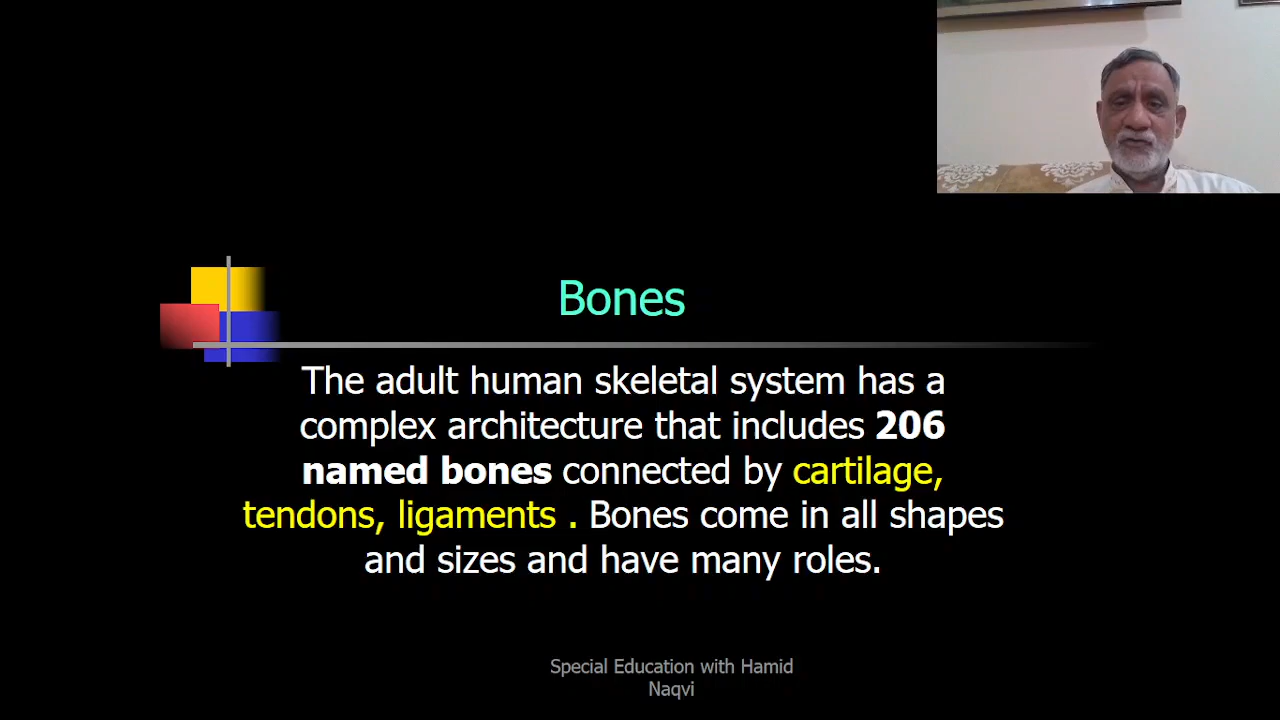 Bones
The adult human skeletal system has a
complex architecture that includes 206
named bones connected by cartilage,
tendons, ligaments . Bones come in all shapes
and sizes and have many roles.
Special Education with Hamid
Naqvi